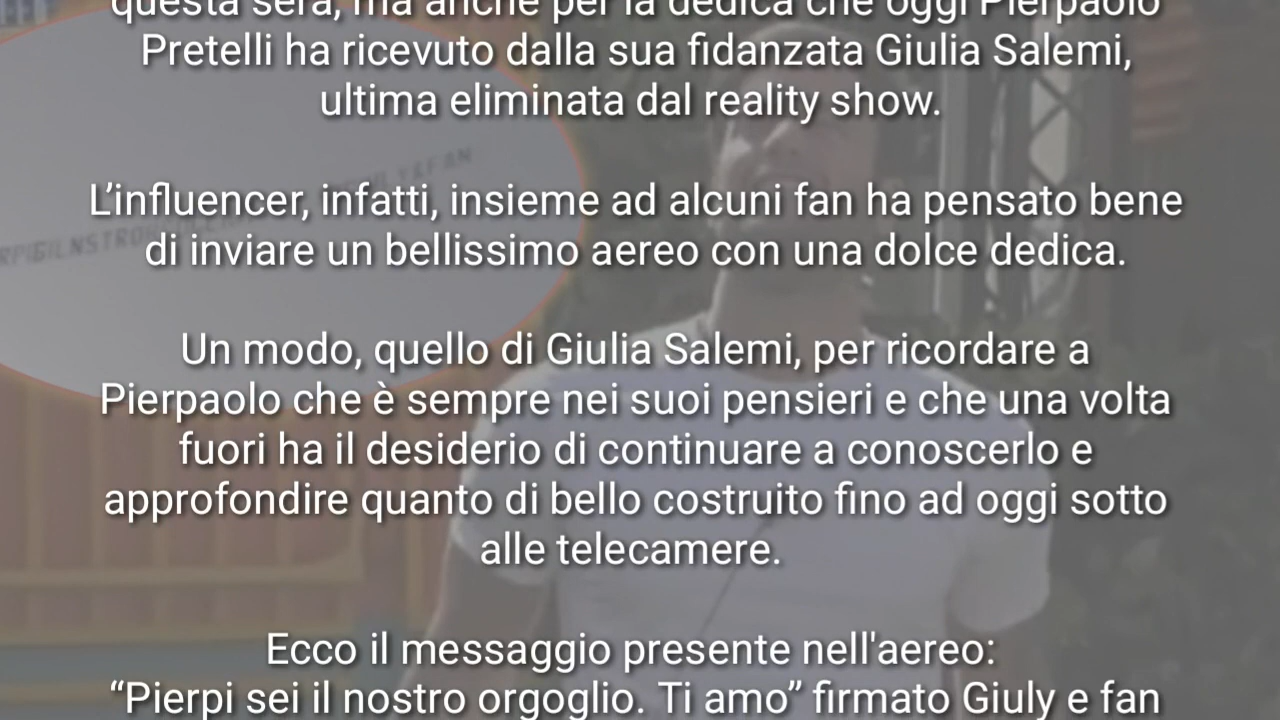 questa sera, ma anche per la dedica che oggi Pierpaolo
Pretelli ha ricevuto dalla sua fidanzata Giulia Salemi,
ultima eliminata dal reality show.
L’influencer, infatti, insieme ad alcuni fan ha pensato bene
di inviare un bellissimo aereo con una dolce dedica.
Un modo, quello di Giulia Salemi, per ricordare a
Pierpaolo che è sempre nei suoi pensieri e che una volta
fuori ha il desiderio di continuare a conoscerlo e
approfondire quanto di bello costruito fino ad oggi sotto
alle telecamere.
Ecco il messaggio presente nell'aereo:
“Pierpi sei il nostro orgoglio. Ti amo” firmato Giuly e fan